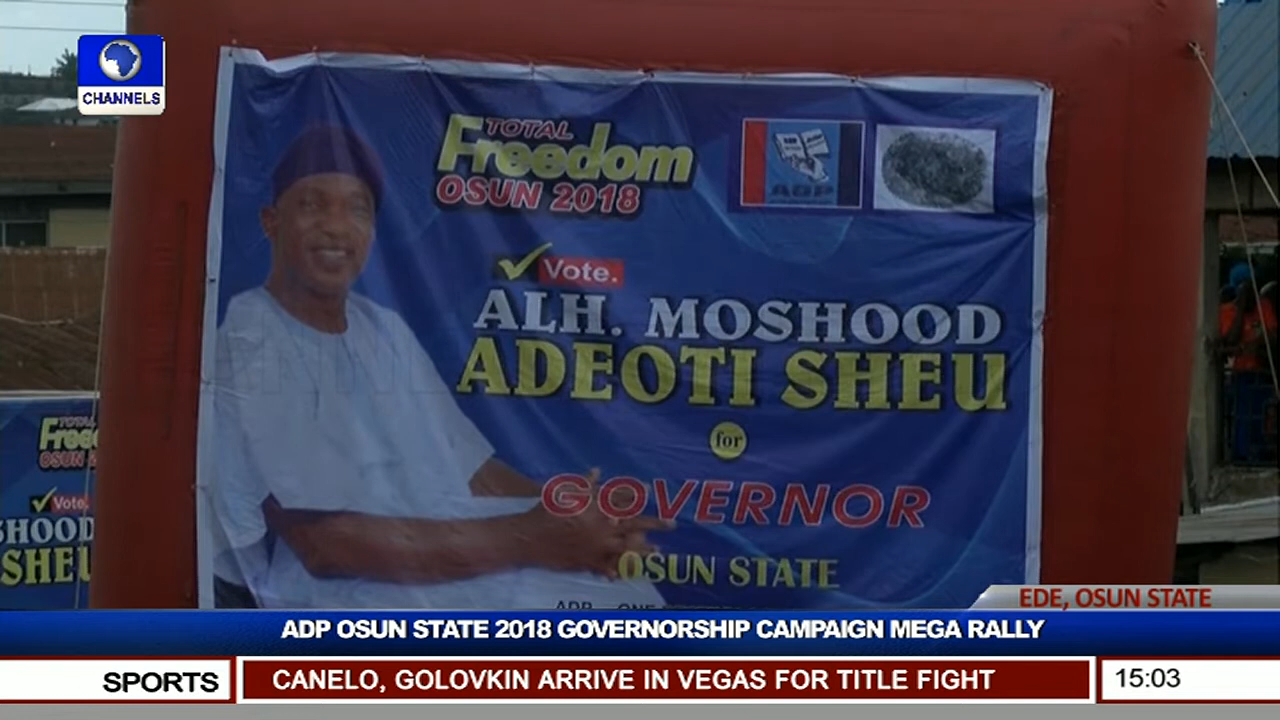 CHANNELS
TOTAL
Freedom
OSUN 2018
ADP
Vote.
ALH. MOSHOOD
ADEOTI SHEU
for
GOVERNOR
OSUN STATE
TOTAL
OSUN
Vote.
SHEU
EDE, OSUN STATE
ADP OSUN STATE 2018 GOVERNORSHIP CAMPAIGN MEGA RALLY
SPORTS
CANELO, GOLOVKIN ARRIVE IN VEGAS FOR TITLE FIGHT
15:03